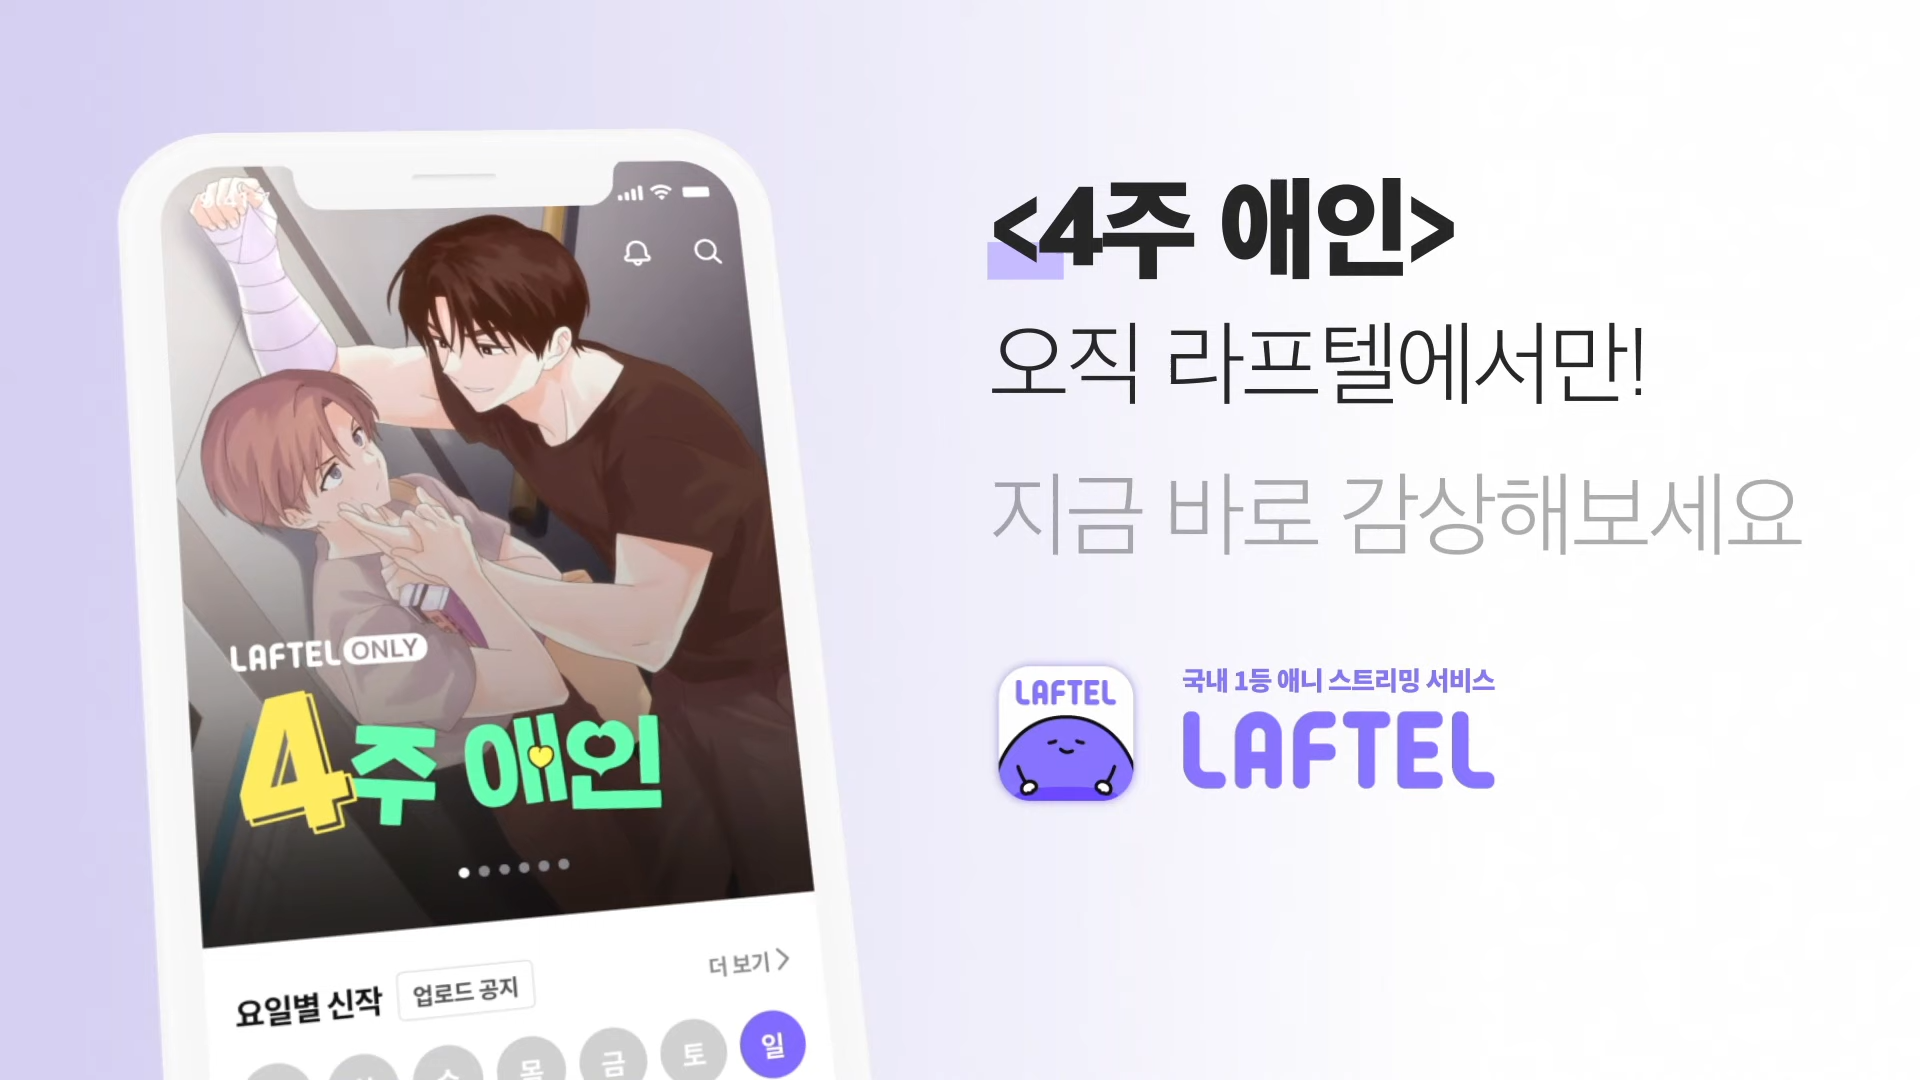 <4주 애인>
오직 라프텔에서만!
지금 바로 감상해보세요
LAFTEL
국내 1등 애니 스트리밍 서비스
LAFTEL
LAFTEL ONLY
4주 애인
요일별 신작
업로드 공지
더 보기
목
금
토
일